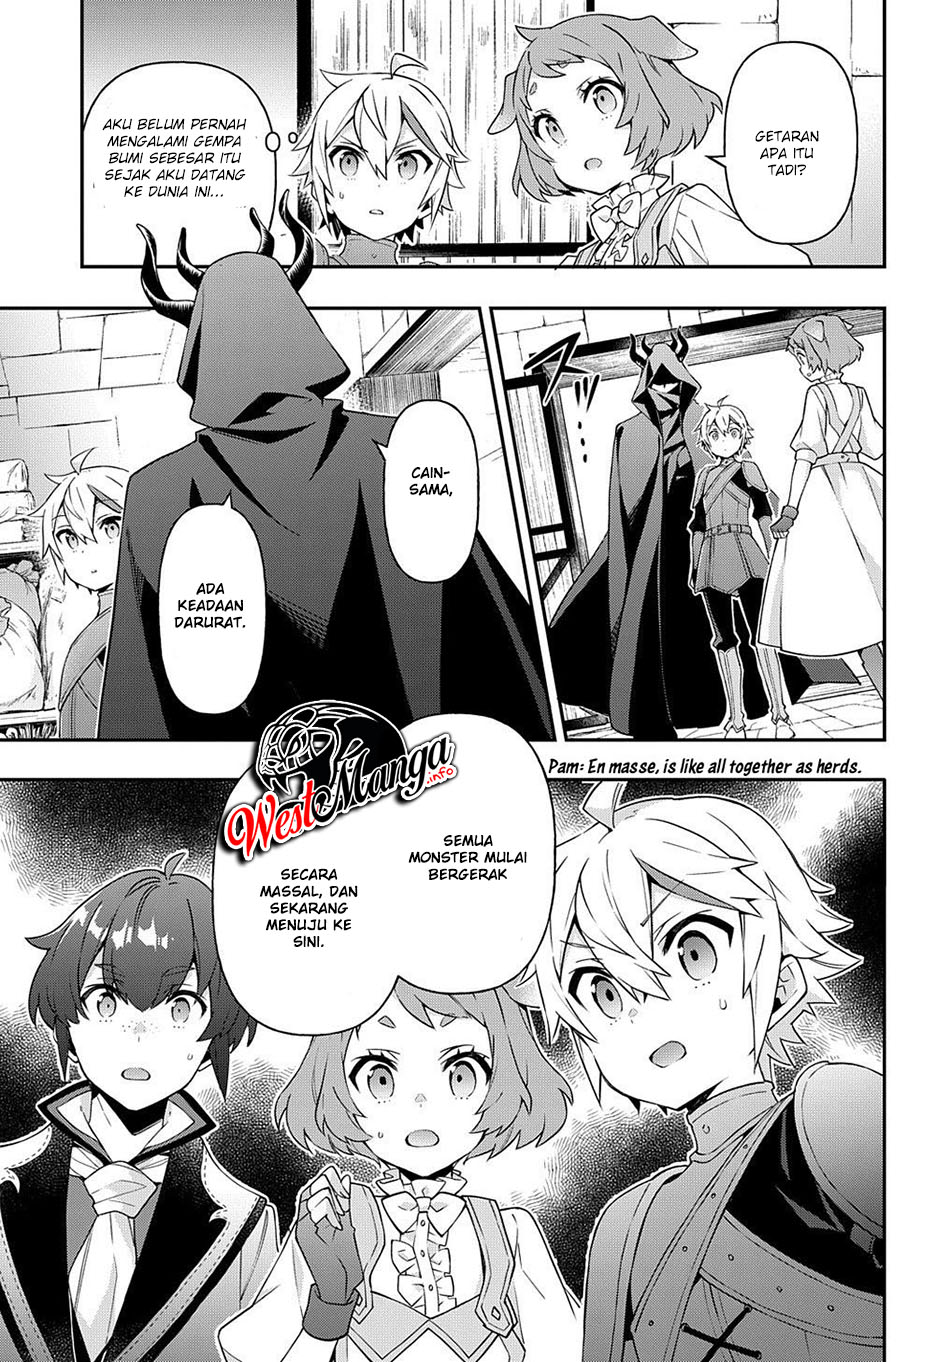 GETARAN
APA ITU
TADI?
AKU BELUM PERNAH
MENGALAMI GEMPA
BUMI SEBESAR ITU
SEJAK AKU DATANG
KE DUNIA INI...
CAIN-
SAMA,
ADA
KEADAAN
DARURAT.
Pam: En masse, is like all together as herds.
WestManga
.info
SEMUA
MONSTER MULAI
BERGERAK
SECARA
MASSAL, DAN
SEKARANG
MENUJU KE
SINI.